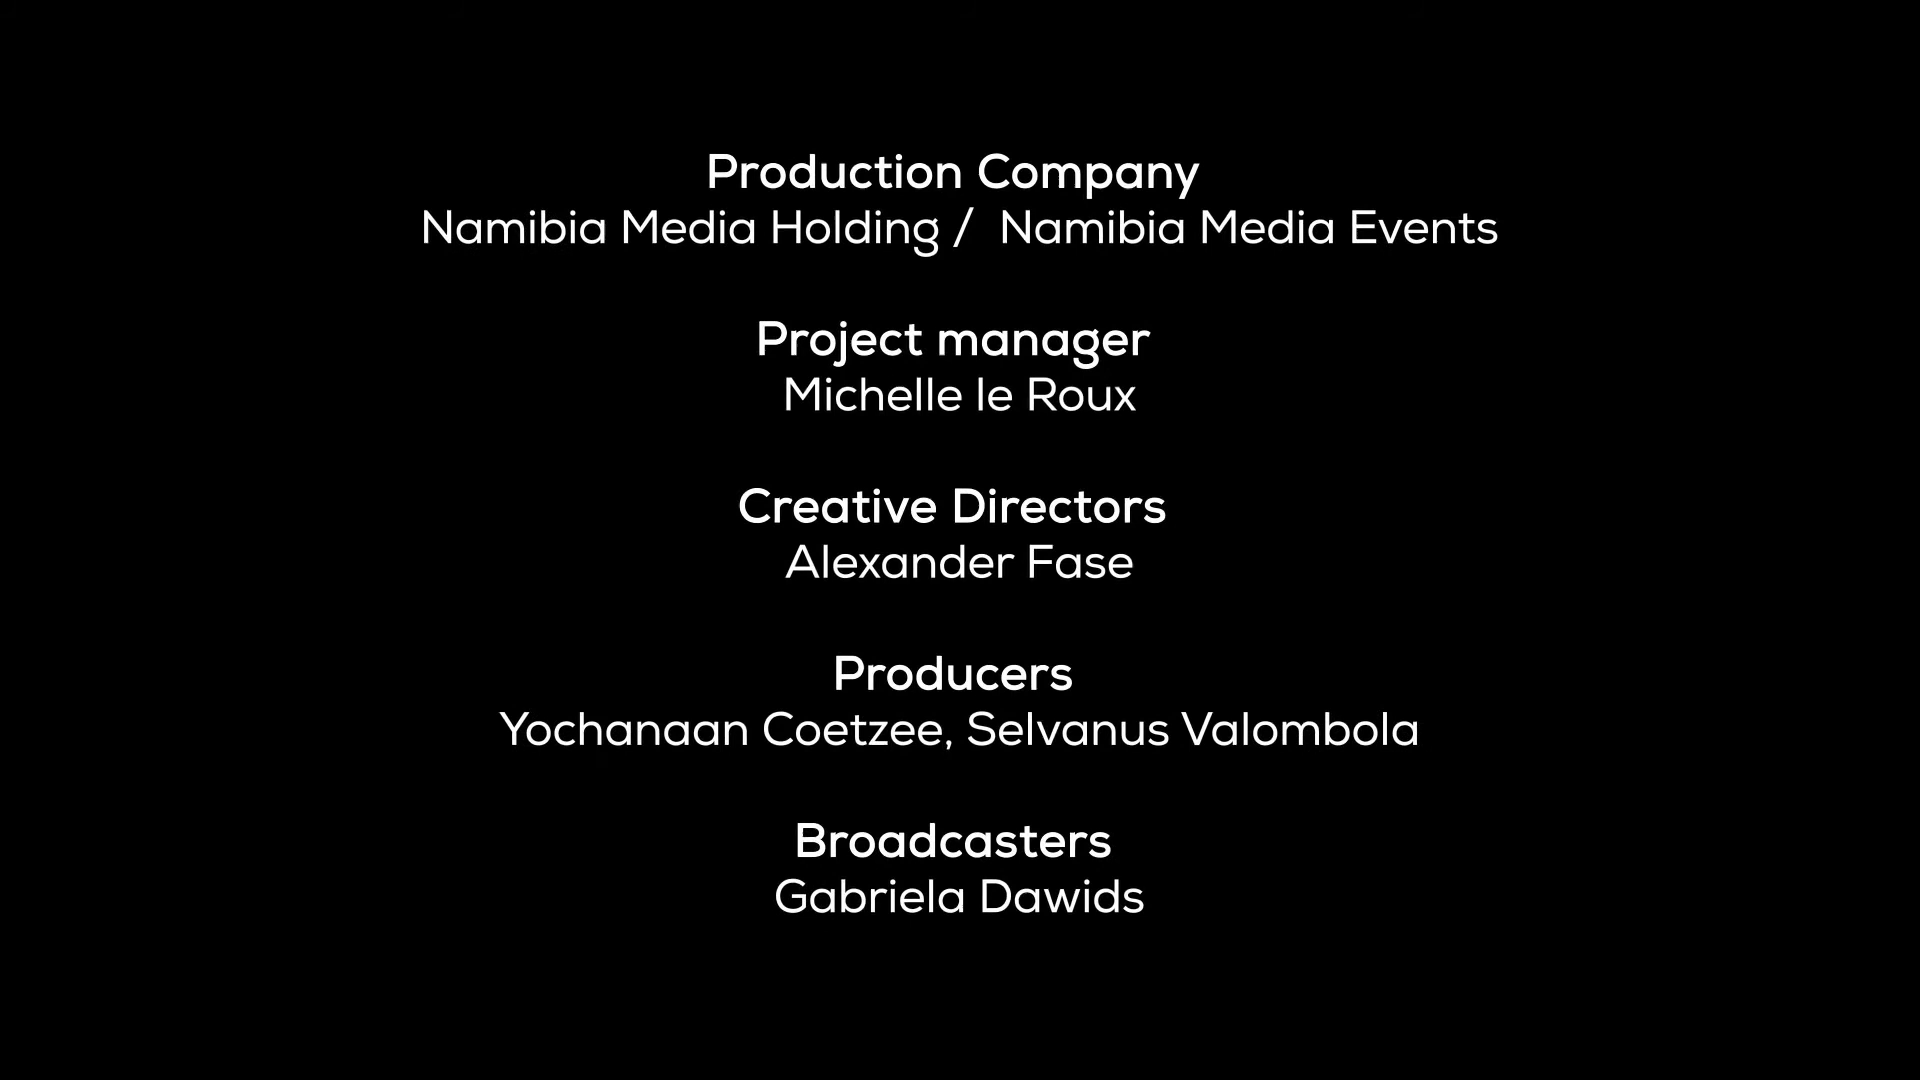 Production Company
Namibia Media Holding /  Namibia Media Events
Project manager
Michelle le Roux
Creative Directors
Alexander Fase
Producers
Yochanaan Coetzee, Selvanus Valombola
Broadcasters
Gabriela Dawids